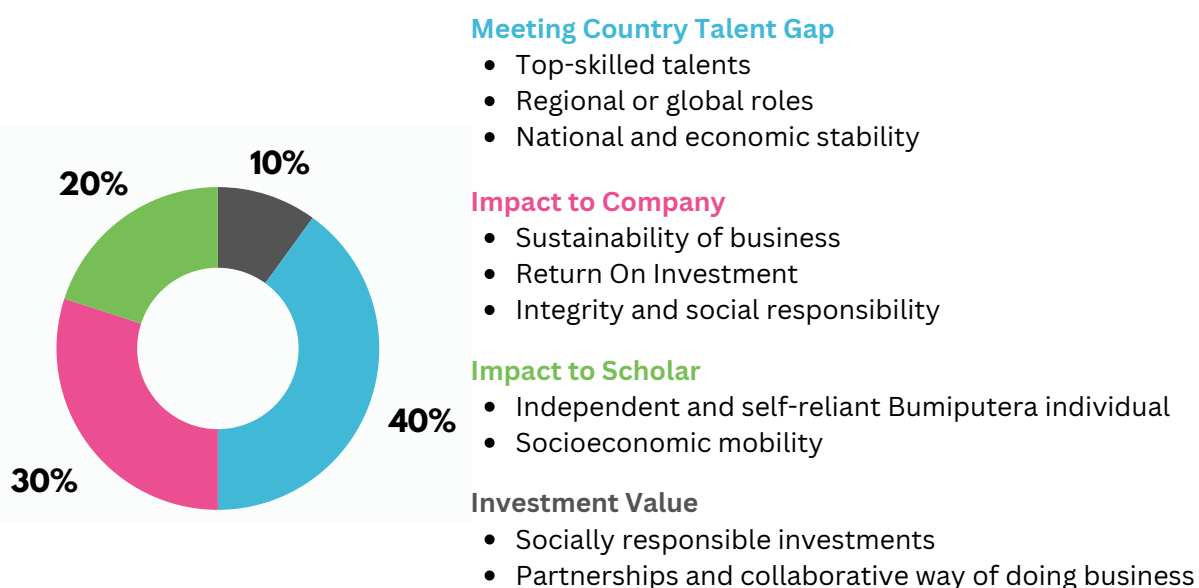 Meeting Country Talent Gap
• Top-skilled talents
• Regional or global roles
• National and economic stability
10%
20%
Impact to Company
• Sustainability of business
• Return On Investment
• Integrity and social responsibility
Impact to Scholar
• Independent and self-reliant Bumiputera individual
40%
• Socioeconomic mobility
30%
Investment Value
• Socially responsible investments
• Partnerships and collaborative way of doing business